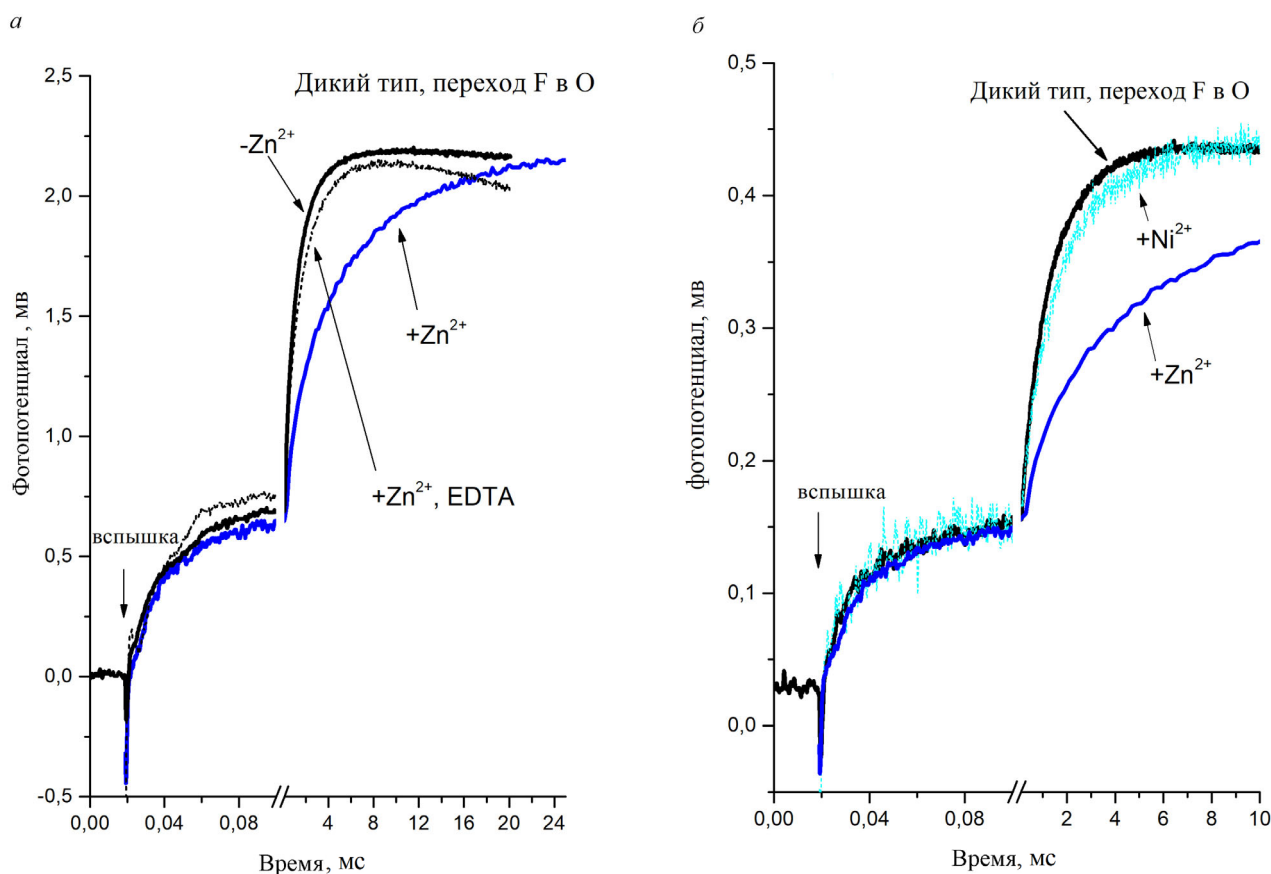 а
Дикий тип, переход F в O
-Zn²⁺
+Zn²⁺
+Zn²⁺, EDTA
вспышка
Фотопотенциал, мв
2,5
2,0
1,5
1,0
0,5
0,0
-0,5
0,00 0,04 0,08 4 8 12 16 20 24
Время, мс
б
Дикий тип, переход F в O
+Ni²⁺
+Zn²⁺
вспышка
фотопотенциал, мв
0,5
0,4
0,3
0,2
0,1
0,0
0,00 0,04 0,08 2 4 6 8 10
Время, мс